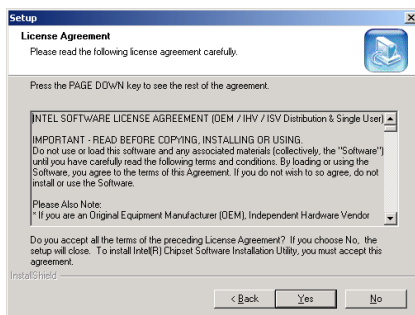 Setup
License Agreement
Please read the following license agreement carefully.
Press the PAGE DOWN key to see the rest of the agreement.
INTEL SOFTWARE LICENSE AGREEMENT (OEM / IHV / ISV Distribution & Single User)
IMPORTANT - READ BEFORE COPYING, INSTALLING OR USING.
Do not use or load this software and any associated materials (collectively, the "Software")
until you have carefully read the following terms and conditions. By loading or using the
Software, you agree to the terms of this Agreement. If you do not wish to so agree, do not
install or use the Software.
Please Also Note:
* If you are an Original Equipment Manufacturer (OEM), Independent Hardware Vendor
Do you accept all the terms of the preceding License Agreement? If you choose No, the
setup will close. To install Intel(R) Chipset Software Installation Utility, you must accept this
agreement.
InstallShield
< Back Yes No